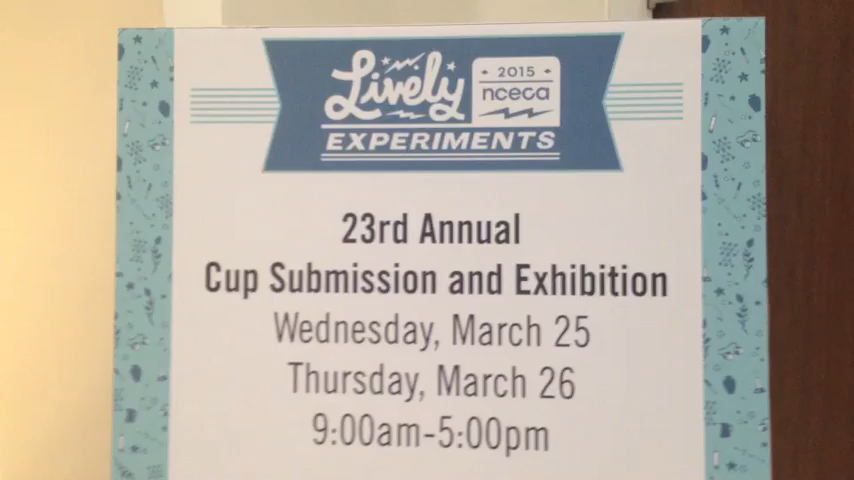 Lively
2015
nceca
EXPERIMENTS
23rd Annual
Cup Submission and Exhibition
Wednesday, March 25
Thursday, March 26
9:00am-5:00pm